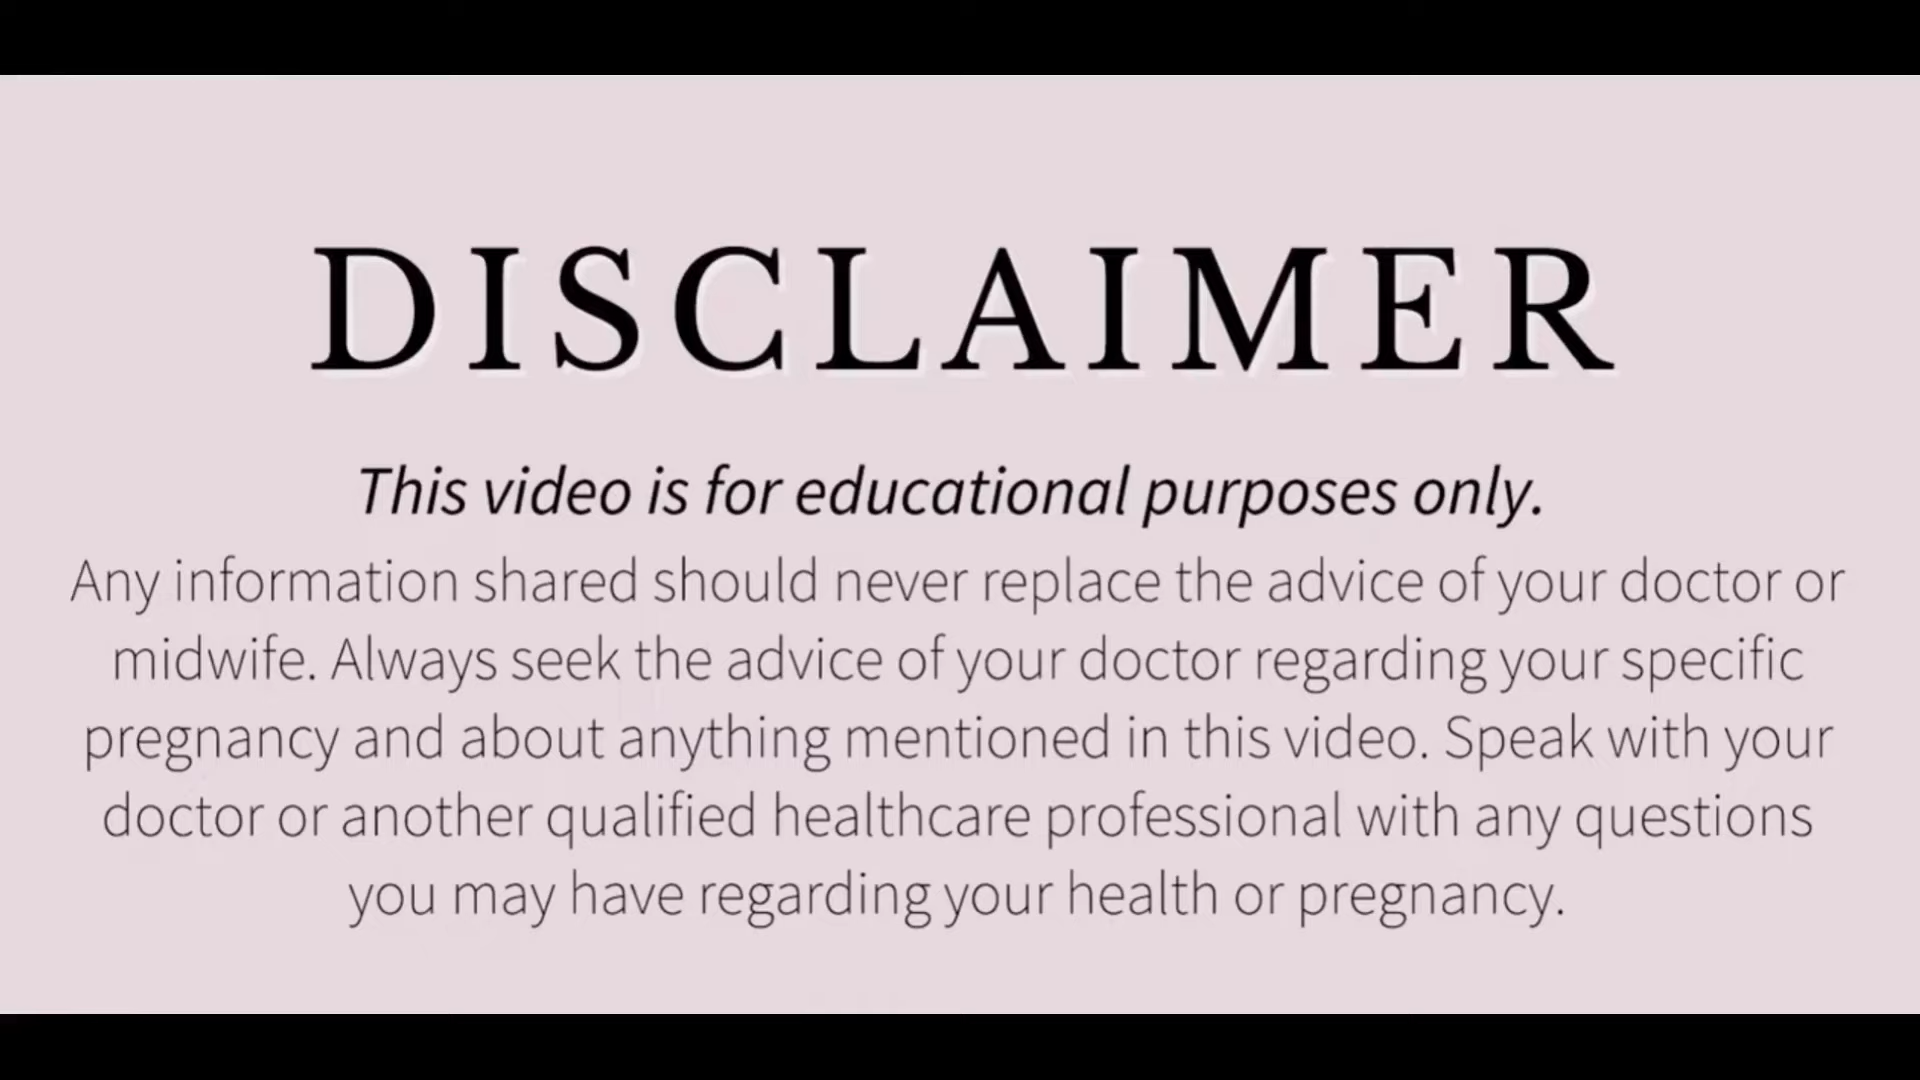 DISCLAIMER
This video is for educational purposes only.
Any information shared should never replace the advice of your doctor or
midwife. Always seek the advice of your doctor regarding your specific
pregnancy and about anything mentioned in this video. Speak with your
doctor or another qualified healthcare professional with any questions
you may have regarding your health or pregnancy.